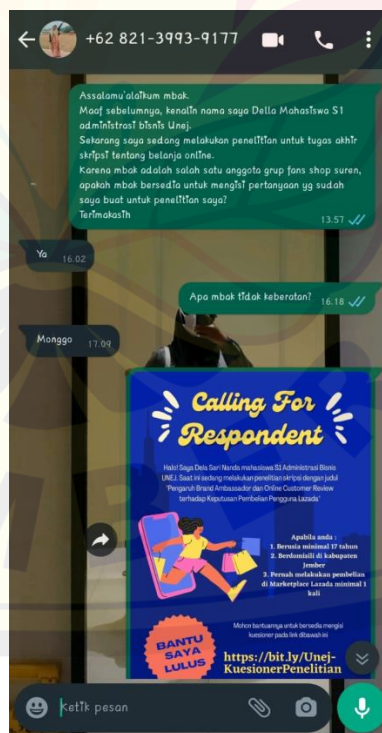 +62 821-3993-9177
Assalamu'alaikum mbak.
Maaf sebelumnya, kenalin nama saya Della Mahasiswa S1
administrasi bisnis Unej.
Sekarang saya sedang melakukan penelitian untuk tugas akhir
skripsi tentang belanja online.
Karena mbak adalah salah satu anggota grup fans shop suren,
apakah mbak bersedia untuk mengisi pertanyaan yg sudah
saya buat untuk penelitian saya?
Terimakasih
13.57
Ya 16.02
Apa mbak tidak keberatan? 16.18
Monggo 17.09
Calling For
Respondent
Halo! Saya Dela Sari Nanda mahasiswa S1 Administrasi Bisnis
UNEJ. Saat ini sedang melakukan penelitian skripsi dengan judul
"Pengaruh Brand Ambassador dan Online Customer Review
terhadap Keputusan Pembelian Pengguna Lazada"
Apabila anda :
1. Berusia minimal 17 tahun
2. Berdomisili di kabupaten
Jember
3. Pernah melakukan pembelian
di Marketplace Lazada minimal 1
kali
BANTU
SAYA
LULUS
Mohon bantuannya untuk bersedia mengisi
kuesioner pada link dibawah ini
https://bit.ly/Unej-
KuesionerPenelitian
Ketik pesan